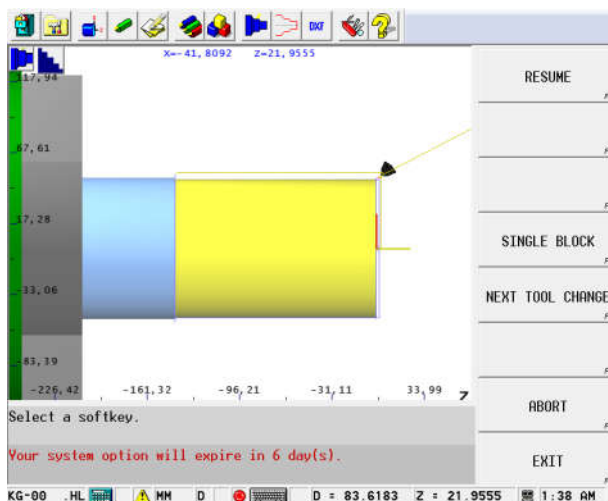 DXF
X=-41,8092 Z=21,9555
117,94
67,61
17,28
-33,06
-83,19
-226,42 -161,32 -96,21 -31,11 33,99 Z
RESUME
SINGLE BLOCK
NEXT TOOL CHANGE
ABORT
EXIT
Select a softkey.
Your system option will expire in 6 day(s).
KG-00 .HL MM D D = 83.6183 Z = 21.9555 1:38 AM